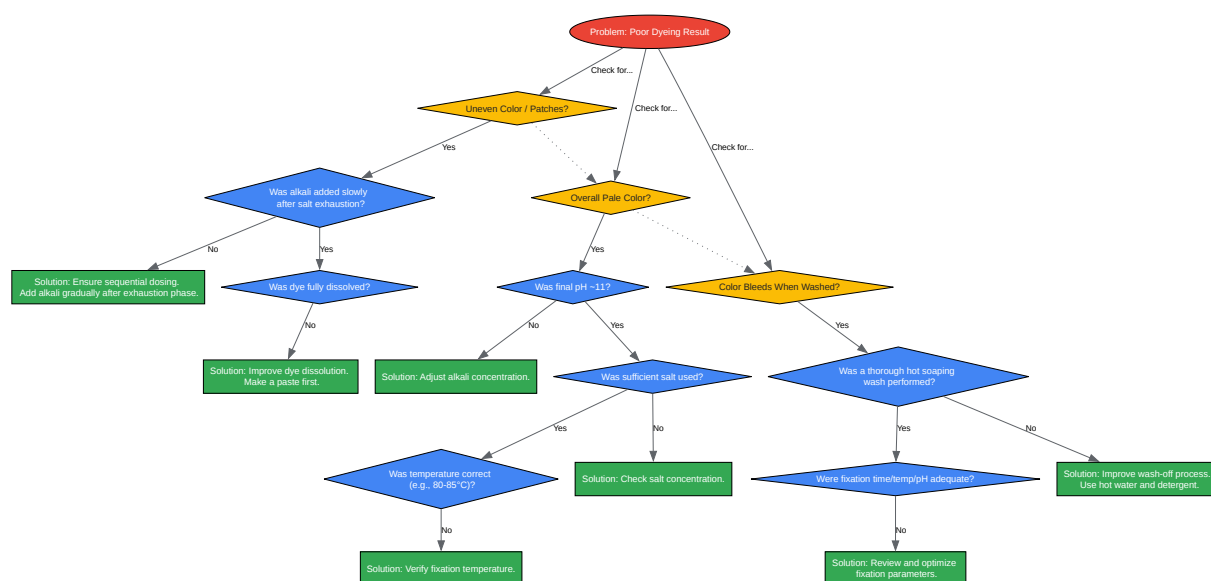 Problem: Poor Dyeing Result
Check for...
Uneven Color / Patches?
Check for...
Check for...
Yes
Was alkali added slowly
after salt exhaustion?
Overall Pale Color?
No
Yes
Yes
Solution: Ensure sequential dosing.
Add alkali gradually after exhaustion phase.
Was dye fully dissolved?
Was final pH ~11?
Color Bleeds When Washed?
No
No
Yes
Yes
Solution: Improve dye dissolution.
Make a paste first.
Solution: Adjust alkali concentration.
Was sufficient salt used?
Was a thorough hot soaping
wash performed?
Yes
No
Yes
No
Was temperature correct
(e.g., 80-85°C)?
Solution: Check salt concentration.
Were fixation time/temp/pH adequate?
Solution: Improve wash-off process.
Use hot water and detergent.
No
No
Solution: Verify fixation temperature.
Solution: Review and optimize
fixation parameters.